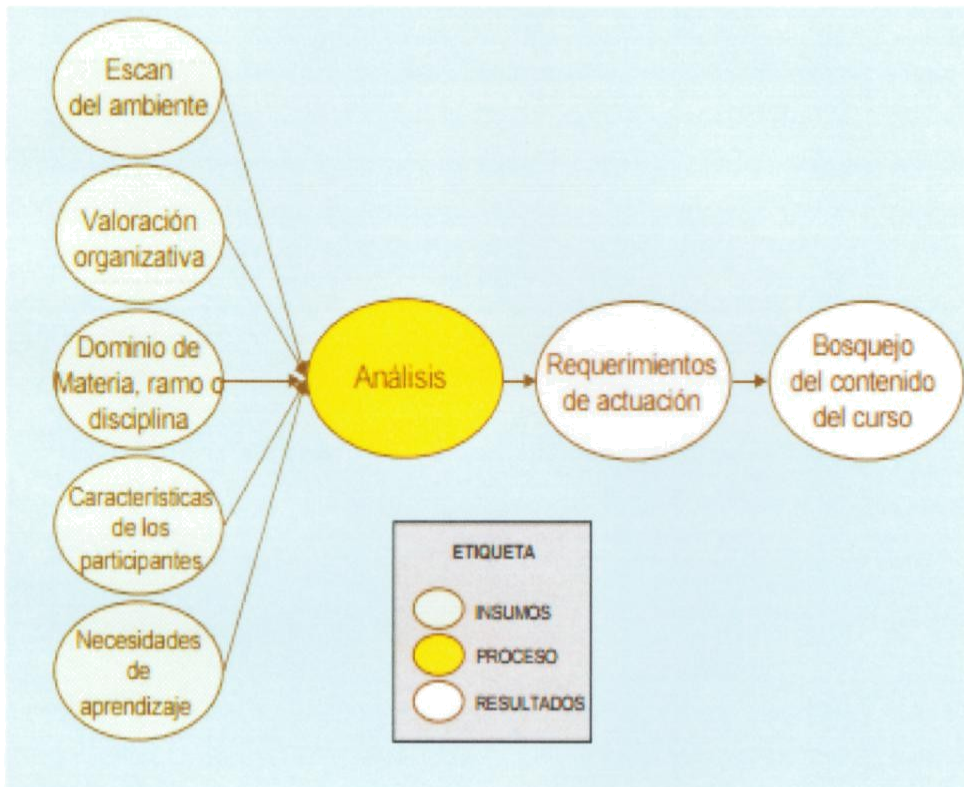 Escan
del ambiente
Valoración
organizativa
Dominio de
Materia, ramo o
disciplina
Características
de los
participantes
Necesidades
de
aprendizaje
Análisis
Requerimientos
de actuación
Bosquejo
del contenido
del curso
ETIQUETA
INSUMOS
PROCESO
RESULTADOS